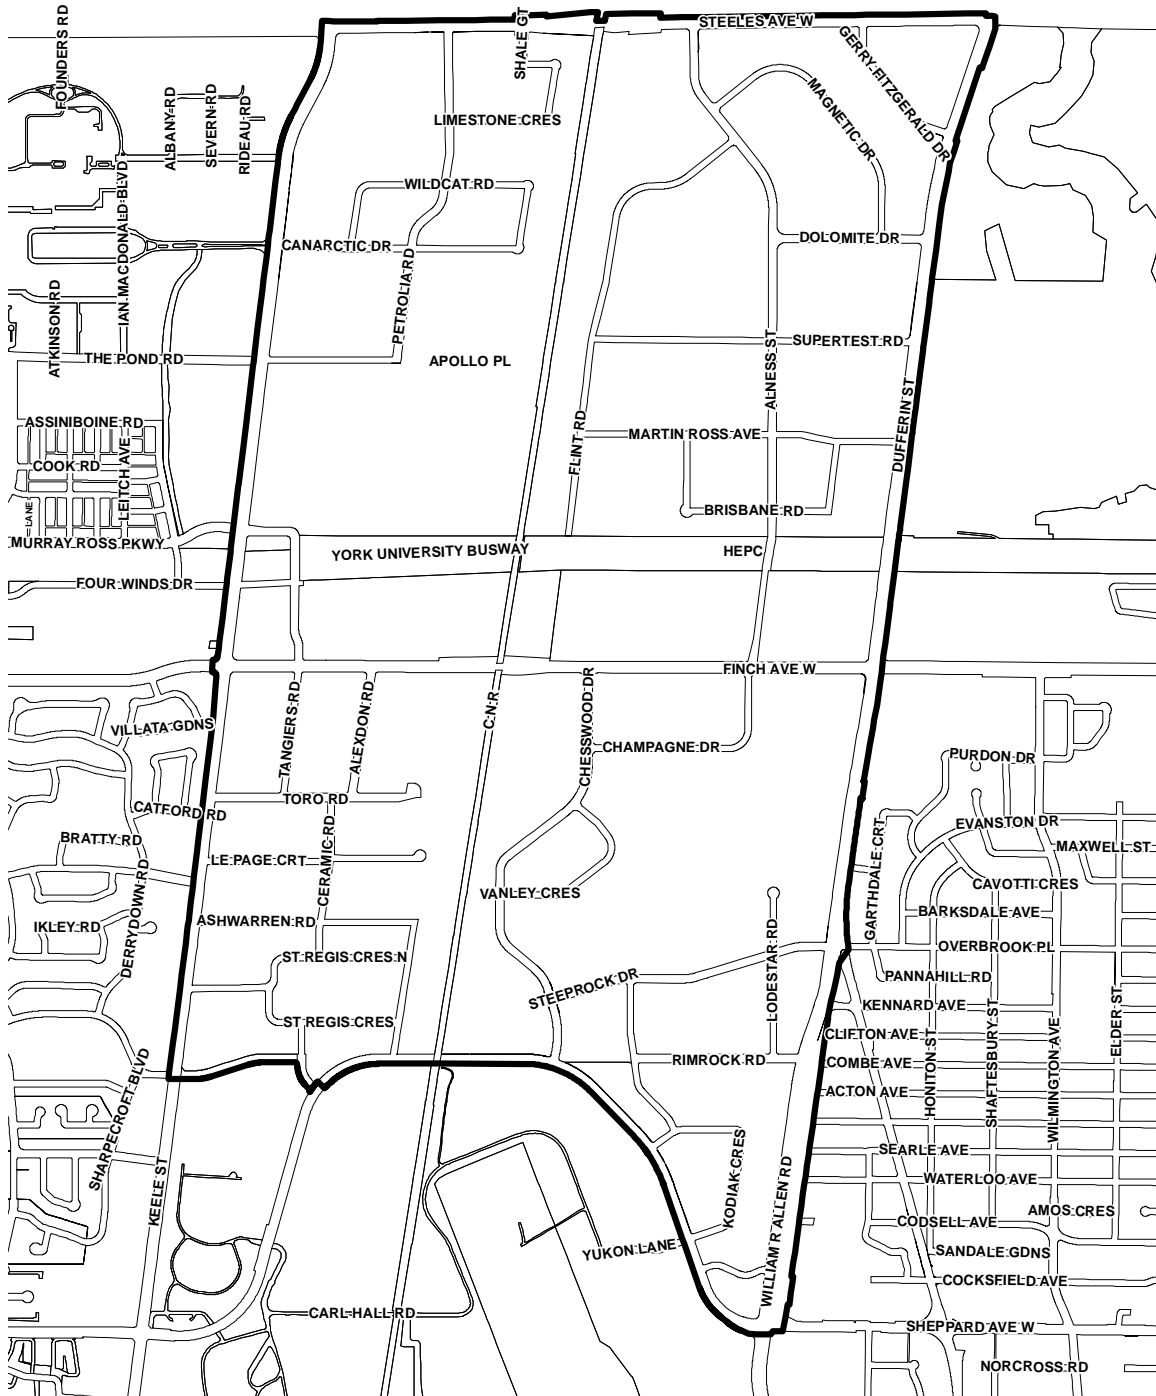 FOUNDERS RD
SHALE GT
STEELES AVE W
GERRY FITZGERALD DR
ALBANY RD
SEVERN RD
RIDEAU RD
MAGNETIC DR
LIMESTONE CRES
WILDCAT RD
IAN MACDONALD BLVD
CANARCTIC DR
DOLOMITE DR
ATKINSON RD
PETROLIA RD
THE POND RD
APOLLO PL
ALNESS ST
SUPERTEST RD
DUFFERIN ST
ASSINIBOINE RD
FLINT RD
MARTIN ROSS AVE
COOK RD
LEITCH AVE
LANE
BRISBANE RD
MURRAY ROSS PKWY
YORK UNIVERSITY BUSWAY
HEPC
FOUR WINDS DR
FINCH AVE W
VILLATA GDNS
TANGIERS RD
ALEXDON RD
C N R
CHESSWOOD DR
CHAMPAGNE DR
PURDON DR
TORO RD
CATFORD RD
BRATTY RD
CERAMIC RD
LE PAGE CRT
EVANSTON DR
MAXWELL ST
GARTHDALE CRT
DERRYDOWN RD
VANLEY CRES
CAVOTTI CRES
IKLEY RD
ASHWARREN RD
BARKSDALE AVE
LODESTAR RD
OVERBROOK PL
ST REGIS CRES N
STEEPROCK DR
PANNAHILL RD
KENNARD AVE
ST REGIS CRES
CLIFTON AVE
ELDER ST
RIMROCK RD
COMBE AVE
HONITON ST
SHAFTESBURY ST
WILMINGTON AVE
ACTON AVE
SHARPECROFT BLVD
SEARLE AVE
KEELE ST
KODIAK CRES
WATERLOO AVE
WILLIAM R ALLEN RD
CODSELL AVE
AMOS CRES
YUKON LANE
SANDALE GDNS
COCKSFIELD AVE
CARL HALL RD
SHEPPARD AVE W
NORCROSS RD